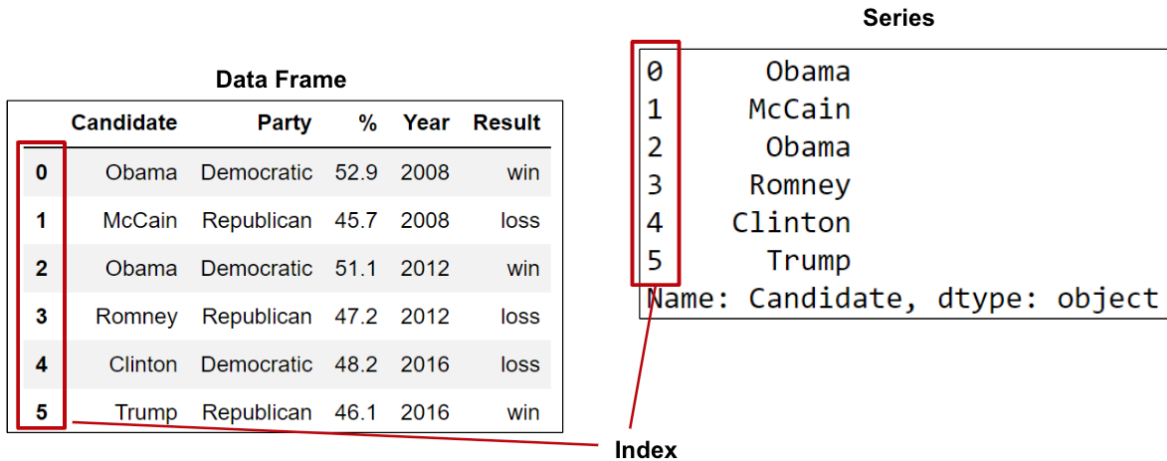 Series
0 Obama
1 McCain
2 Obama
3 Romney
4 Clinton
5 Trump
Name: Candidate, dtype: object
Data Frame
Candidate Party % Year Result
0 Obama Democratic 52.9 2008 win
1 McCain Republican 45.7 2008 loss
2 Obama Democratic 51.1 2012 win
3 Romney Republican 47.2 2012 loss
4 Clinton Democratic 48.2 2016 loss
5 Trump Republican 46.1 2016 win
Index